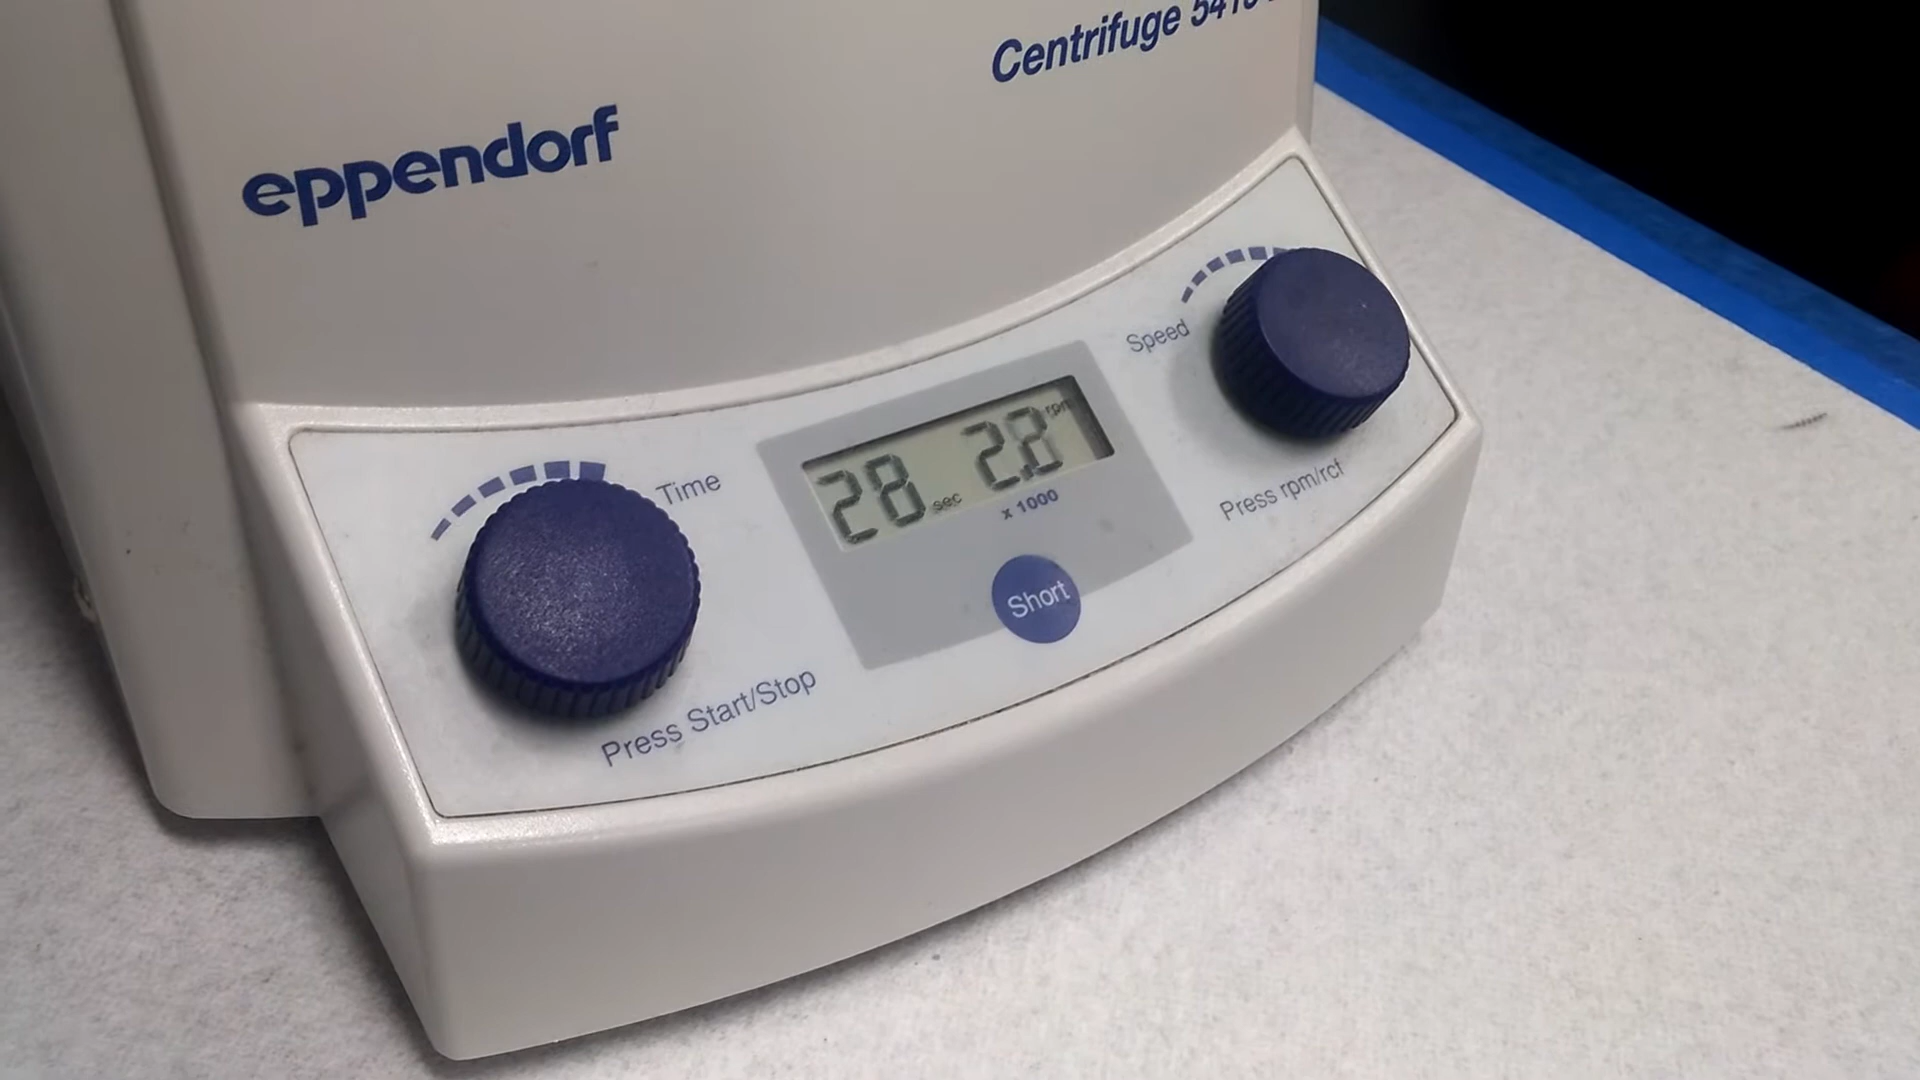 Centrifuge
eppendorf
Speed
Time
28 sec 2.8 rpm
x 1000
Press rpm/rcf
Short
Press Start/Stop